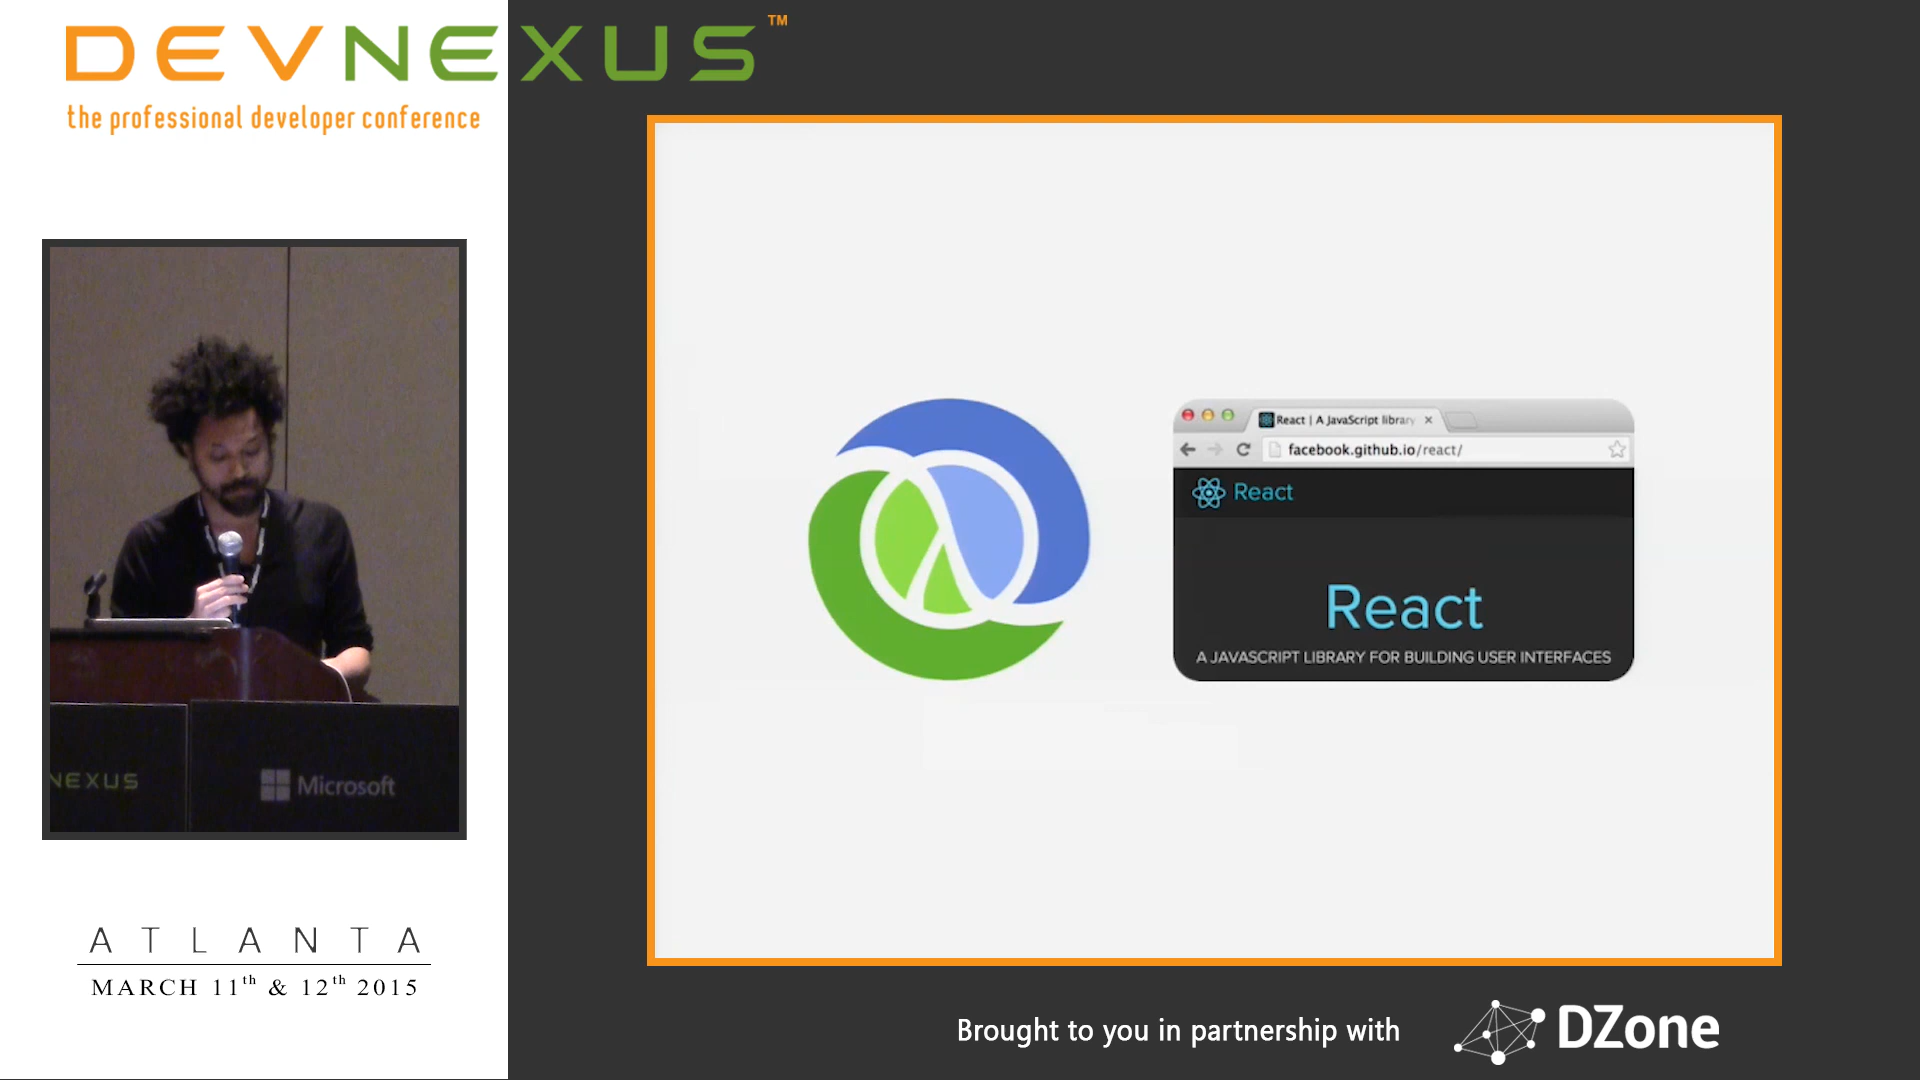 DEVNEXUS™
the professional developer conference
NEXUS
Microsoft
ATLANTA
MARCH 11th & 12th 2015
React | A JavaScript library
facebook.github.io/react/
React
React
A JAVASCRIPT LIBRARY FOR BUILDING USER INTERFACES
Brought to you in partnership with
DZone